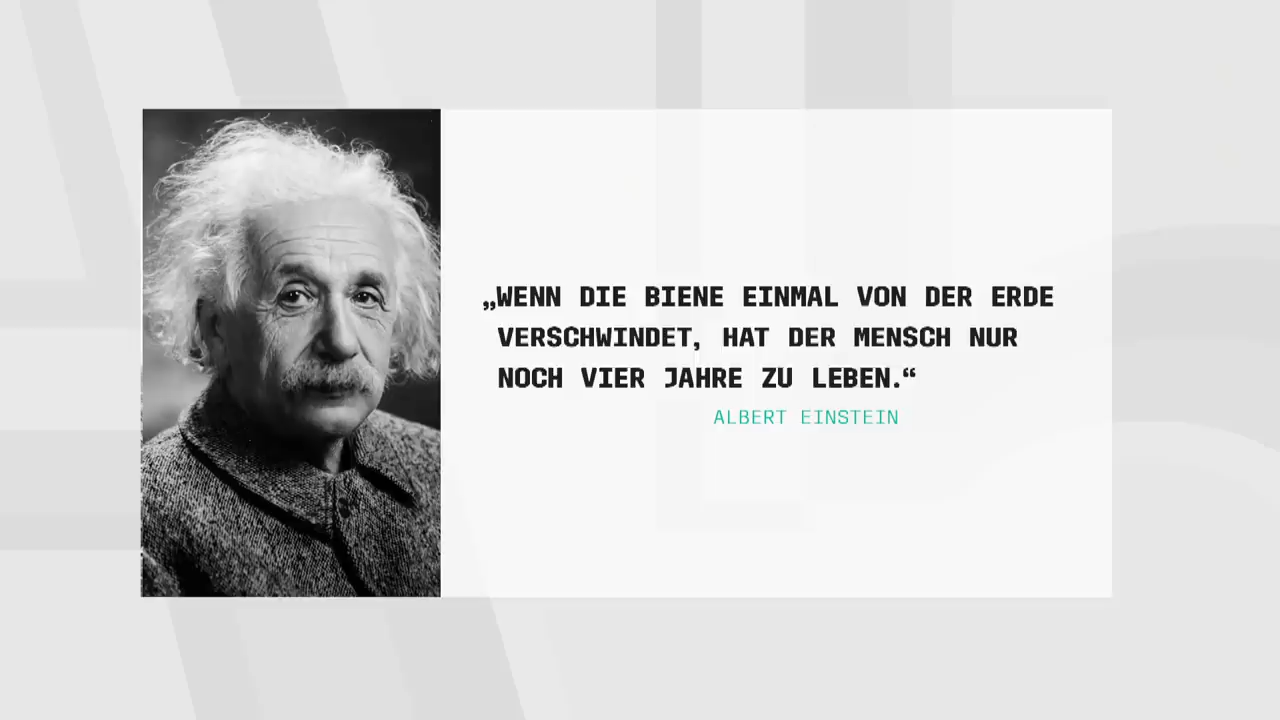 „WENN DIE BIENE EINMAL VON DER ERDE
VERSCHWINDET, HAT DER MENSCH NUR
NOCH VIER JAHRE ZU LEBEN.“
ALBERT EINSTEIN